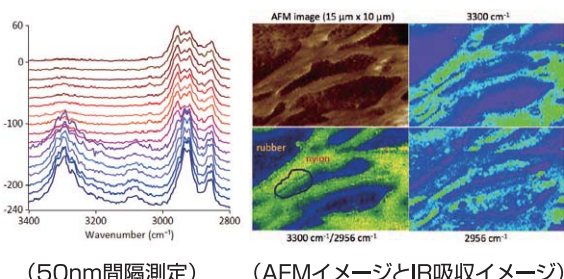 60
0
-100
-200
-240
3400
3200
3000
2800
Wavenumber (cm⁻¹)
AFM image (15 μm x 10 μm)
3300 cm⁻¹
rubber
nylon
3300 cm⁻¹/2956 cm⁻¹
2956 cm⁻¹
(50nm間隔測定)
(AFMイメージとIR吸収イメージ)